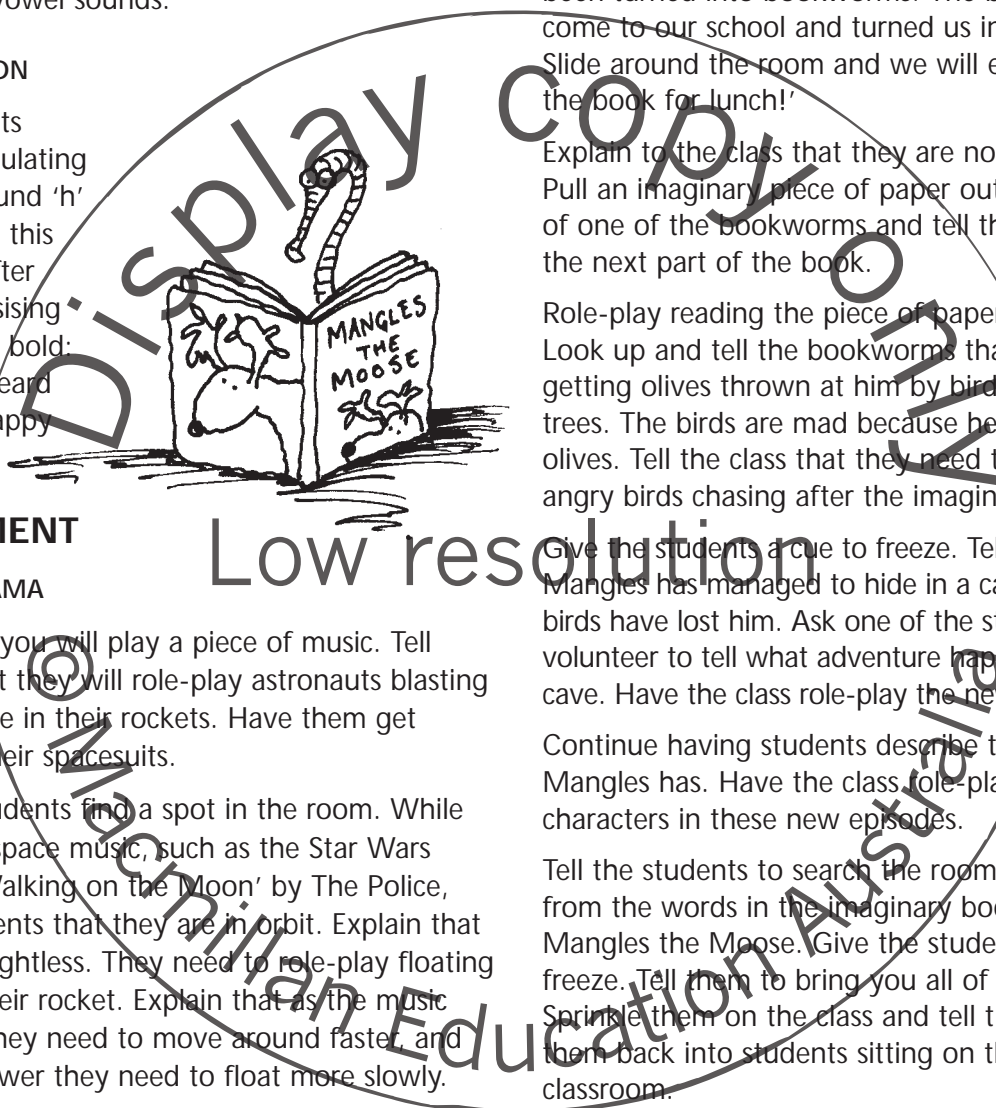 vowel sounds.
ON
ts
ulating
und ‘h’
this
fter
sising
bold:
eard
appy
MANGLES
THE
MOOSE
MENT
AMA
you will play a piece of music. Tell
t they will role-play astronauts blasting
e in their rockets. Have them get
eir spacesuits.
udents find a spot in the room. While
space music, such as the Star Wars
Walking on the Moon’ by The Police,
ents that they are in orbit. Explain that
ghtless. They need to role-play floating
eir rocket. Explain that as the music
hey need to move around faster, and
wer they need to float more slowly.
been turned into bookworms. The b
come to our school and turned us in
Slide around the room and we will e
the book for lunch!’
Explain to the class that they are no
Pull an imaginary piece of paper out
of one of the bookworms and tell th
the next part of the book.
Role-play reading the piece of paper
Look up and tell the bookworms tha
getting olives thrown at him by bird
trees. The birds are mad because he
olives. Tell the class that they need t
angry birds chasing after the imagin
Give the students a cue to freeze. Tel
Mangles has managed to hide in a ca
birds have lost him. Ask one of the st
volunteer to tell what adventure hap
cave. Have the class role-play the ne
Continue having students describe t
Mangles has. Have the class role-pla
characters in these new episodes.
Tell the students to search the room
from the words in the imaginary boo
Mangles the Moose. Give the stude
freeze. Tell them to bring you all of
Sprinkle them on the class and tell t
them back into students sitting on th
classroom.
Display copy only
Low resolution
© Macmillan Education Australia